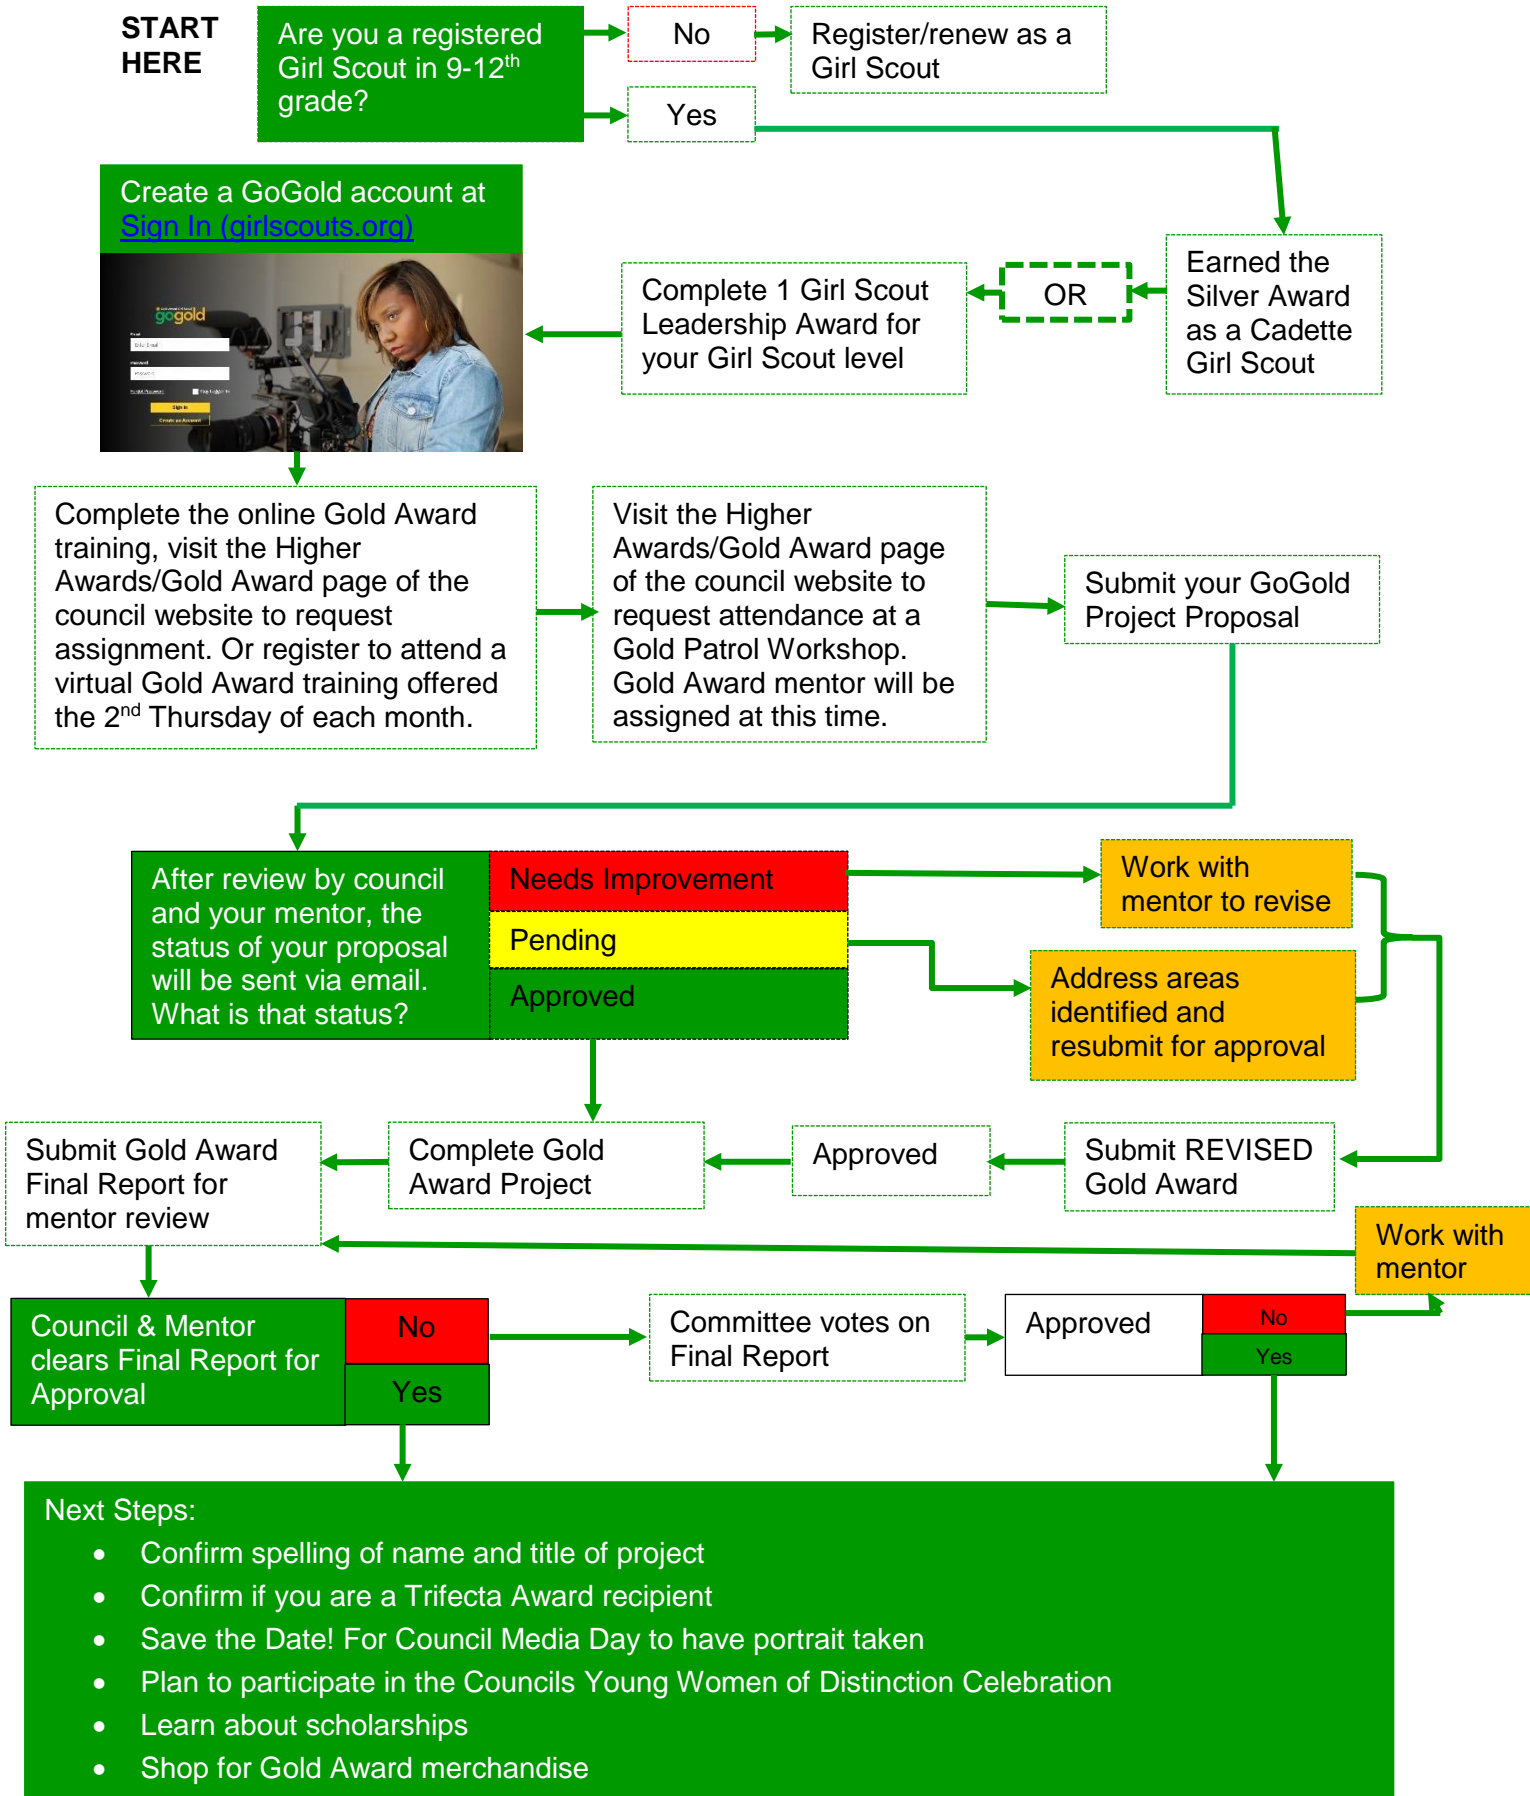 START
HERE
Are you a registered
Girl Scout in 9-12th
grade?
No
Register/renew as a
Girl Scout
Yes
Create a GoGold account at
Sign In (girlscouts.org)
gogold
Email
Enter Email
Password
Password
Forgot Password
Sign In
Create an Account
Complete 1 Girl Scout
Leadership Award for
your Girl Scout level
OR
Earned the
Silver Award
as a Cadette
Girl Scout
Complete the online Gold Award
training, visit the Higher
Awards/Gold Award page of the
council website to request
assignment. Or register to attend a
virtual Gold Award training offered
the 2nd Thursday of each month.
Visit the Higher
Awards/Gold Award page
of the council website to
request attendance at a
Gold Patrol Workshop.
Gold Award mentor will be
assigned at this time.
Submit your GoGold
Project Proposal
After review by council
and your mentor, the
status of your proposal
will be sent via email.
What is that status?
Needs Improvement
Pending
Approved
Work with
mentor to revise
Address areas
identified and
resubmit for approval
Submit Gold Award
Final Report for
mentor review
Complete Gold
Award Project
Approved
Submit REVISED
Gold Award
Work with
mentor
Council & Mentor
clears Final Report for
Approval
No
Yes
Committee votes on
Final Report
Approved
No
Yes
Next Steps:
• Confirm spelling of name and title of project
• Confirm if you are a Trifecta Award recipient
• Save the Date! For Council Media Day to have portrait taken
• Plan to participate in the Councils Young Women of Distinction Celebration
• Learn about scholarships
• Shop for Gold Award merchandise